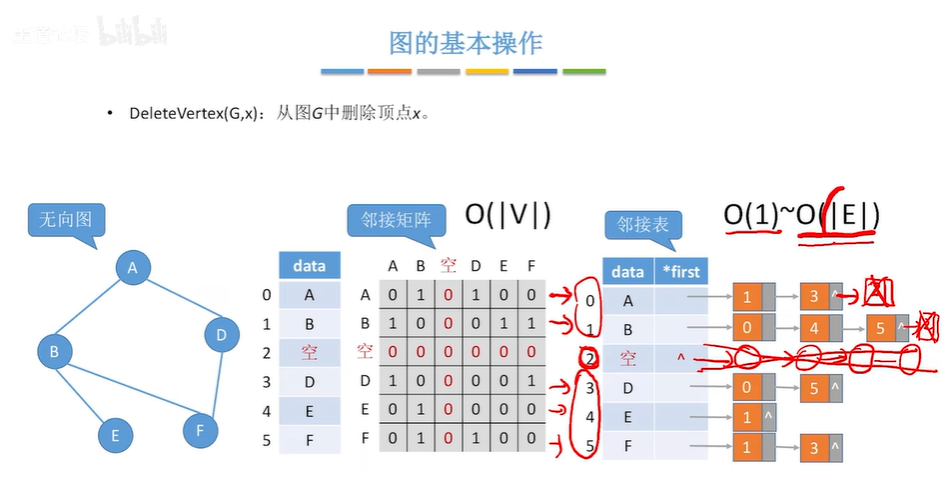 bilibili
图的基本操作
• DeleteVertex(G,x)：从图G中删除顶点x。
无向图
邻接矩阵
O(|V|)
邻接表
O(1)~O(|E|)
A
B
D
E
F
data
0 A
1 B
2 空
3 D
4 E
5 F
A B 空 D E F
A 0 1 0 1 0 0
B 1 0 0 0 1 1
空 0 0 0 0 0 0
D 1 0 0 0 0 1
E 0 1 0 0 0 0
F 0 1 0 1 0 0
data *first
0 A 1 3 ^
1 B 0 4 5 ^
2 空 ^
3 D 0 5 ^
4 E 1 ^
5 F 1 3 ^